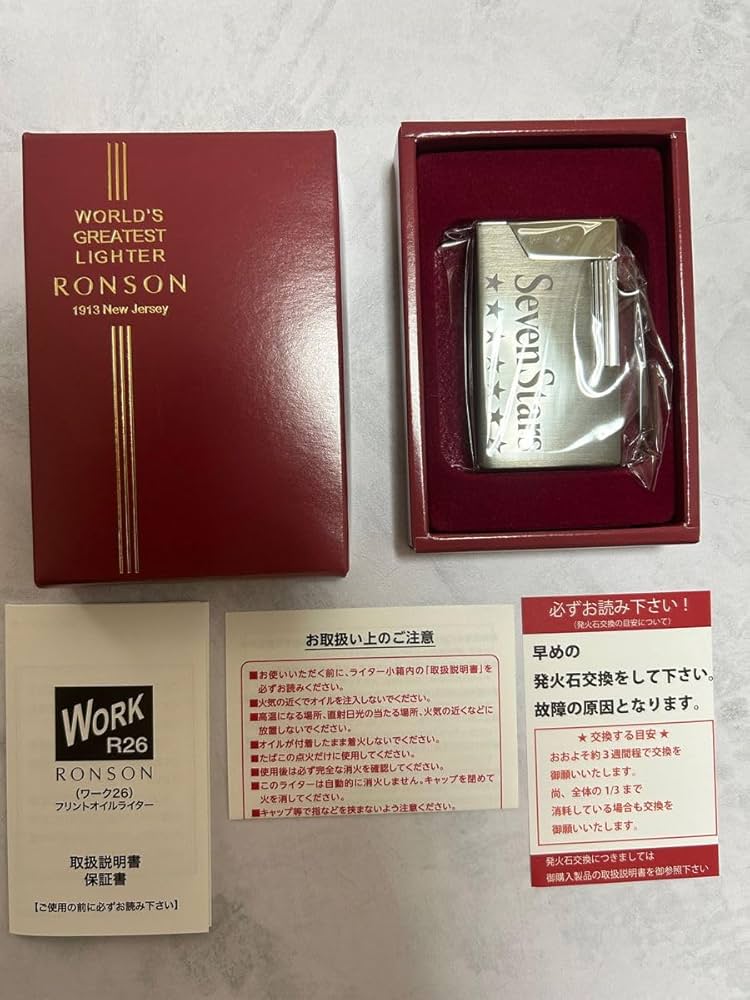 WORLD'S
GREATEST
LIGHTER
RONSON
1913 New Jersey
SevenStars
★★★★★★★
WORK
R26
RONSON
(ワーク26)
フリントオイルライター
取扱説明書
保証書
【ご使用の前に必ずお読み下さい】
お取扱い上のご注意
■お使いいただく前に、ライター小箱内の「取扱説明書」を
必ずお読みください。
■火気の近くでオイルを注入しないでください。
■高温になる場所、直射日光の当たる場所、火気の近くなどに
放置しないでください。
■オイルが付着したまま着火しないでください。
■たばこの点火だけに使用してください。
■使用後は必ず完全な消火を確認してください。
■このライターは自動的に消火しません。キャップを閉めて
火を消してください。
■キャップ等で指などを挟まないよう注意ください。
必ずお読み下さい！
(発火石交換の目安について)
早めの
発火石交換をして下さい。
故障の原因となります。
★ 交換する目安 ★
おおよそ約3週間程で交換を
御願いいたします。
尚、全体の1/3まで
消耗している場合も交換を
御願いいたします。
発火石交換につきましては
御購入製品の取扱説明書を御参照下さい